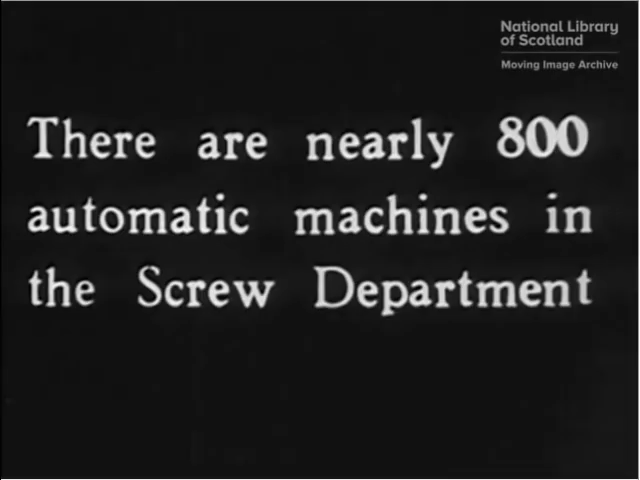 National Library
of Scotland
Moving Image Archive
There are nearly 800
automatic machines in
the Screw Department